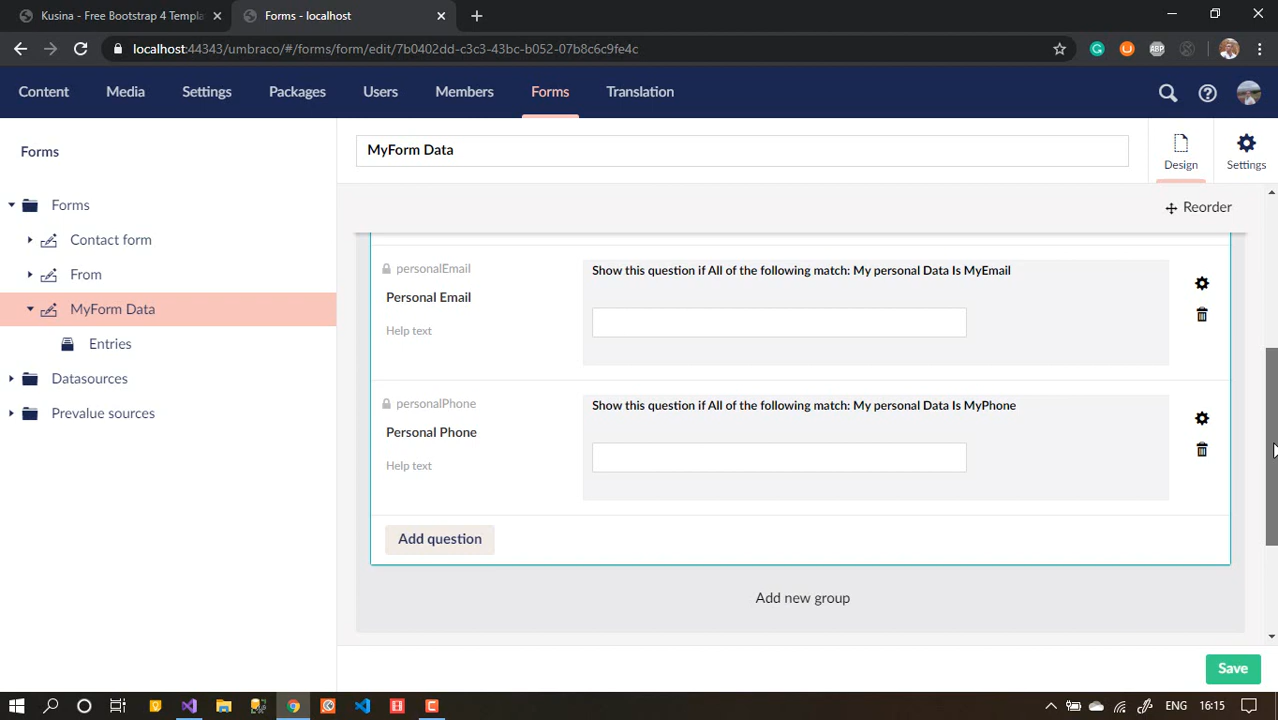 Kusina - Free Bootstrap 4 Templa
Forms - localhost
localhost:44343/umbraco/#/forms/form/edit/7b0402dd-c3c3-43bc-b052-07b8c6c9fe4c
ABP
Content
Media
Settings
Packages
Users
Members
Forms
Translation
Forms
MyForm Data
Design
Settings
Reorder
Forms
Contact form
From
MyForm Data
Entries
Datasources
Prevalue sources
personalEmail
Personal Email
Help text
Show this question if All of the following match: My personal Data Is MyEmail
personalPhone
Personal Phone
Help text
Show this question if All of the following match: My personal Data Is MyPhone
Add question
Add new group
Save
ENG
16:15